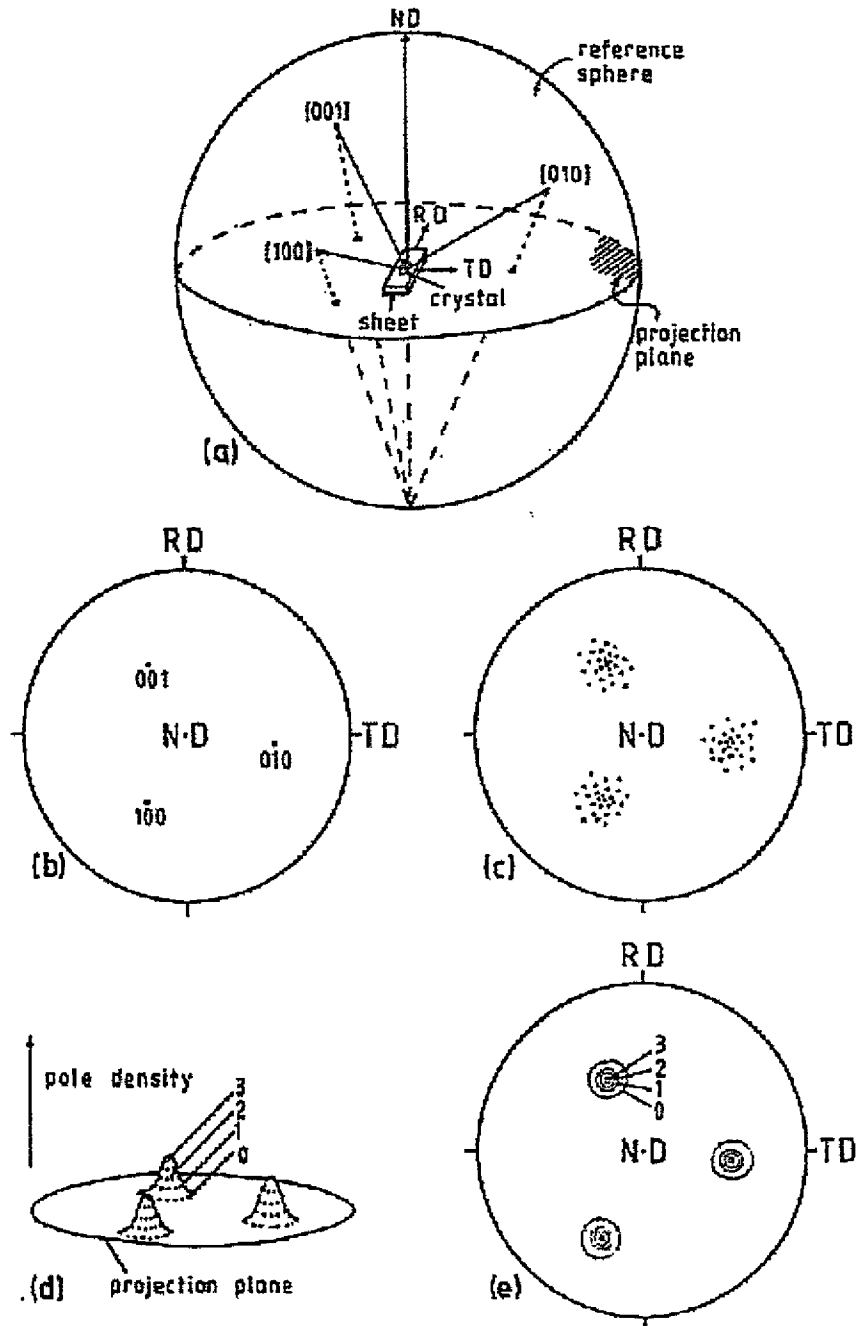 ND
reference
sphere
[001]
[010]
RD
[100]
TD
crystal
sheet
projection
plane
(a)
RD
001
N·D
TD
010
100
(b)
RD
N·D
TD
(c)
pole density
3
2
1
0
projection plane
(d)
RD
3
2
1
0
N·D
TD
(e)